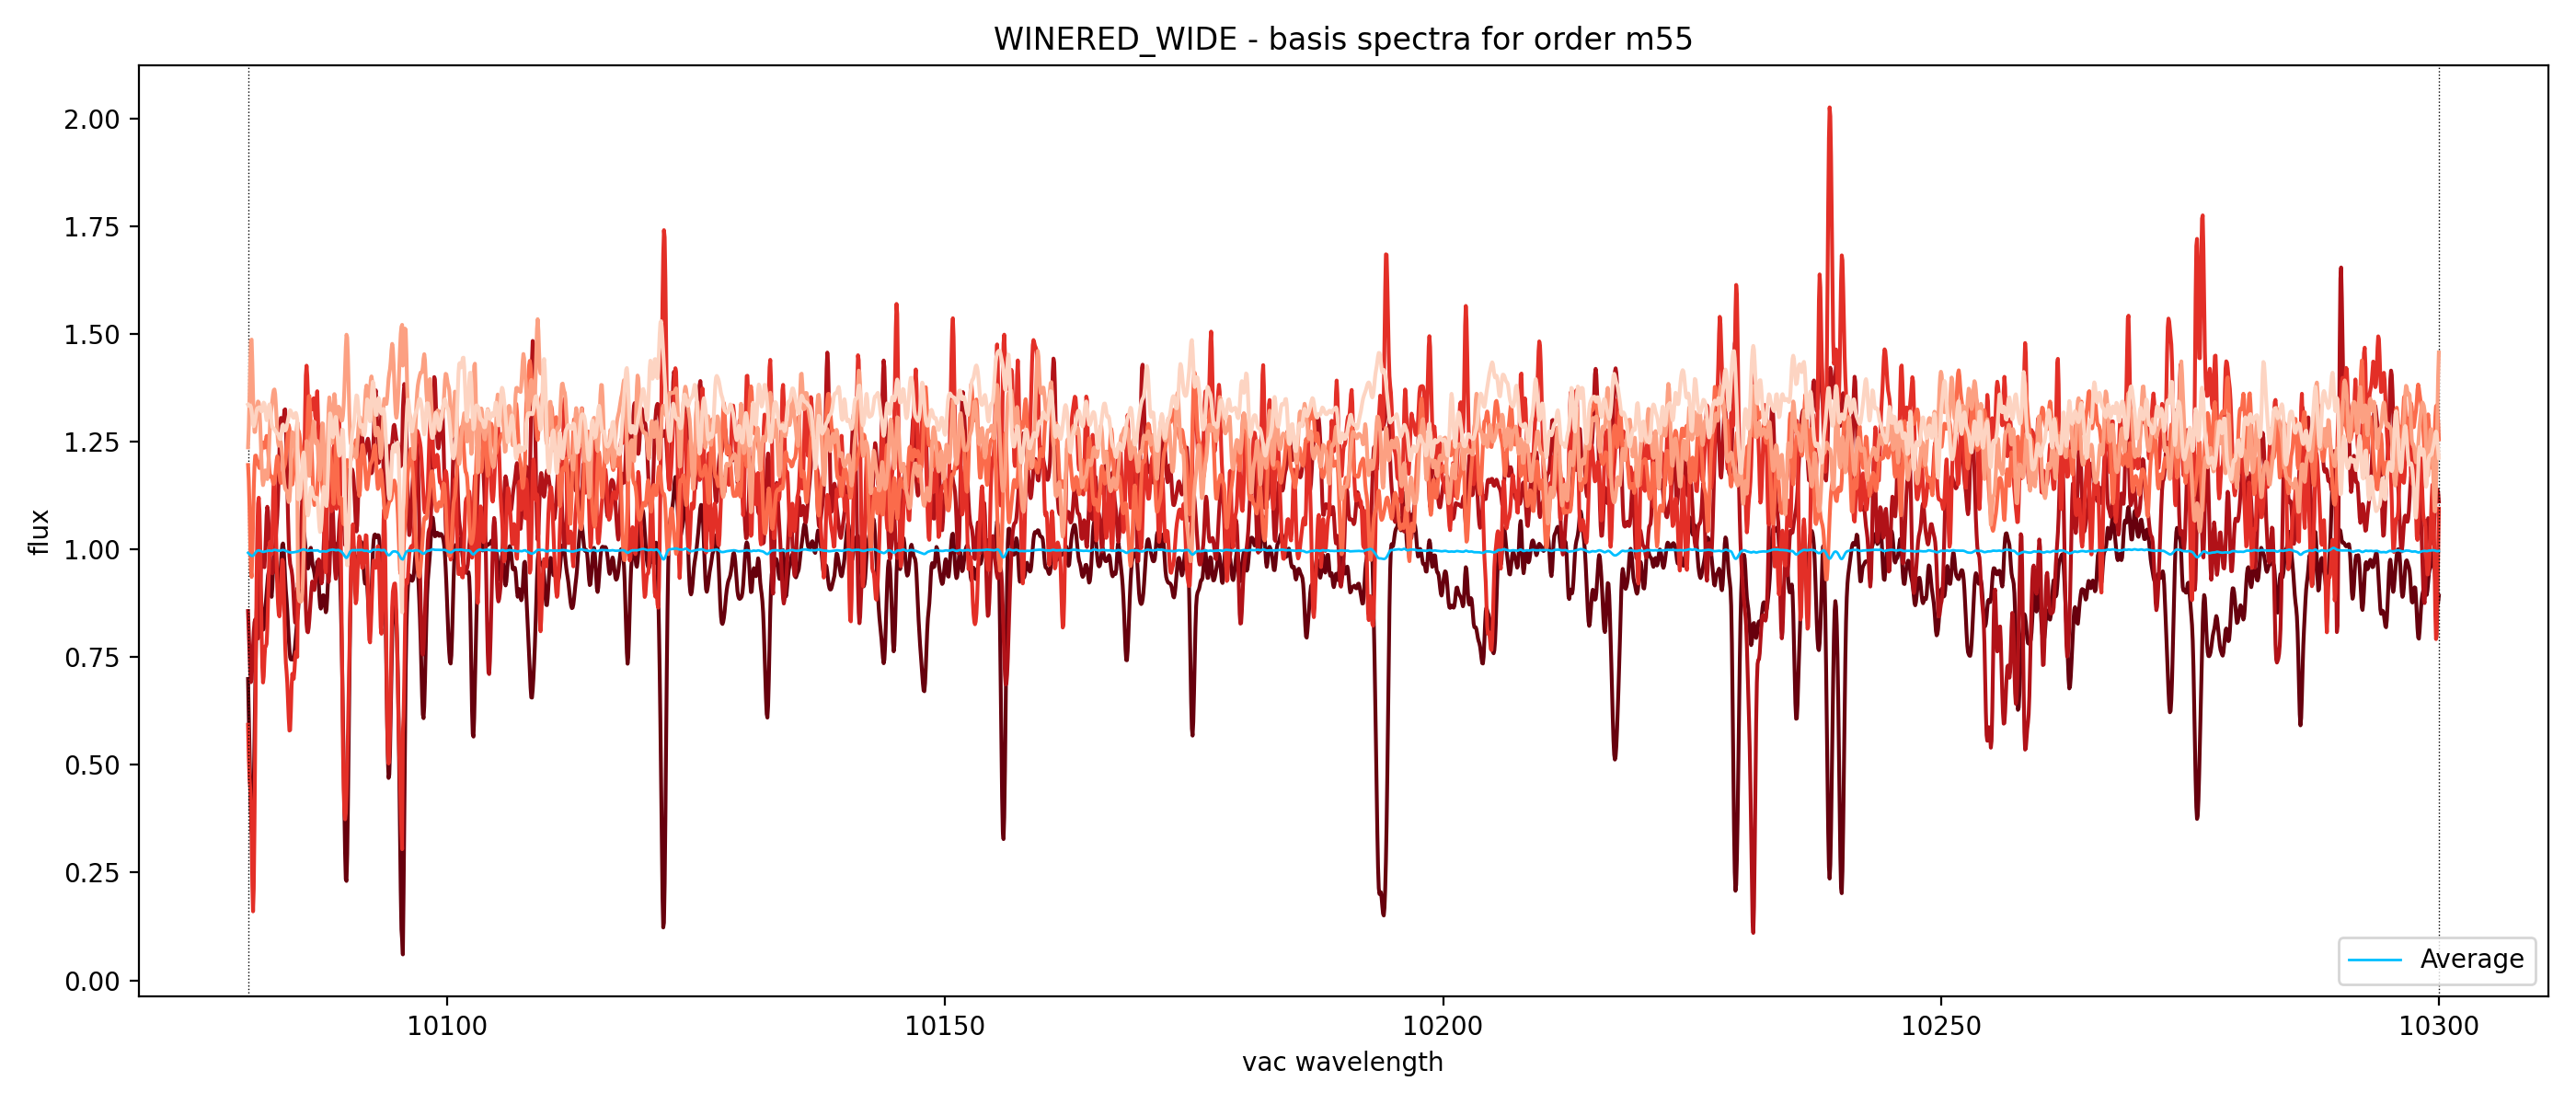 WINERED_WIDE - basis spectra for order m55
flux
2.00
1.75
1.50
1.25
1.00
0.75
0.50
0.25
0.00
Average
10100 10150 10200 10250 10300
vac wavelength